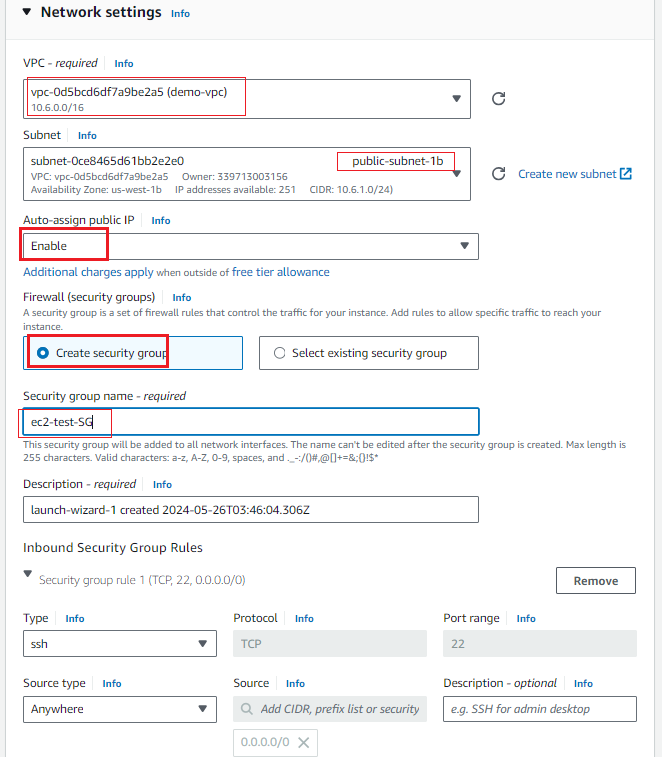 Network settings Info
VPC - required Info
vpc-0d5bcd6df7a9be2a5 (demo-vpc)
10.6.0.0/16
Subnet Info
subnet-0ce8465d61bb2e2e0 public-subnet-1b
VPC: vpc-0d5bcd6df7a9be2a5 Owner: 339713003156
Availability Zone: us-west-1b IP addresses available: 251 CIDR: 10.6.1.0/24)
Create new subnet
Auto-assign public IP Info
Enable
Additional charges apply when outside of free tier allowance
Firewall (security groups) Info
A security group is a set of firewall rules that control the traffic for your instance. Add rules to allow specific traffic to reach your
instance.
Create security group Select existing security group
Security group name - required
ec2-test-SG
This security group will be added to all network interfaces. The name can't be edited after the security group is created. Max length is
255 characters. Valid characters: a-z, A-Z, 0-9, spaces, and ._-:/()#,@[]+=&;{}!$*
Description - required Info
launch-wizard-1 created 2024-05-26T03:46:04.306Z
Inbound Security Group Rules
Security group rule 1 (TCP, 22, 0.0.0.0/0) Remove
Type Info Protocol Info Port range Info
ssh TCP 22
Source type Info Source Info Description - optional Info
Anywhere Add CIDR, prefix list or security e.g. SSH for admin desktop
0.0.0.0/0